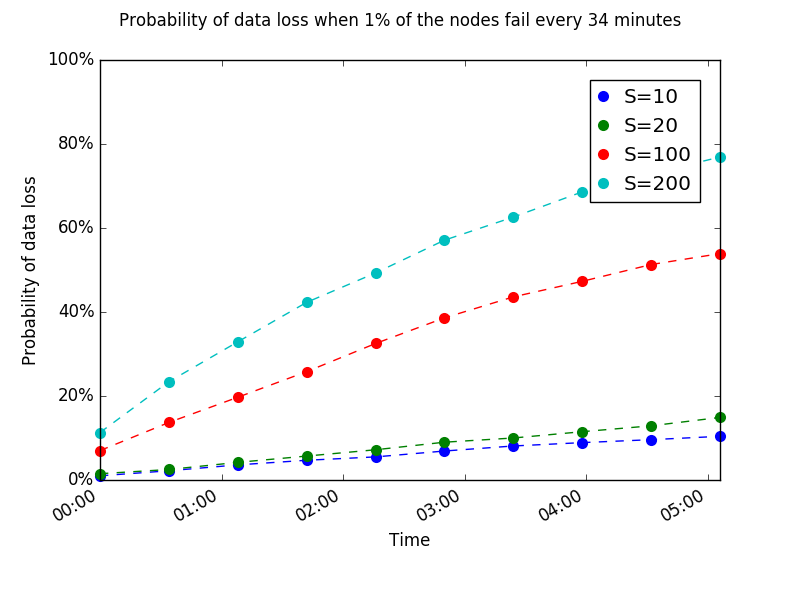 Probability of data loss when 1% of the nodes fail every 34 minutes
100%
80%
60%
40%
20%
0%
Probability of data loss
S=10
S=20
S=100
S=200
00:00
01:00
02:00
03:00
04:00
05:00
Time